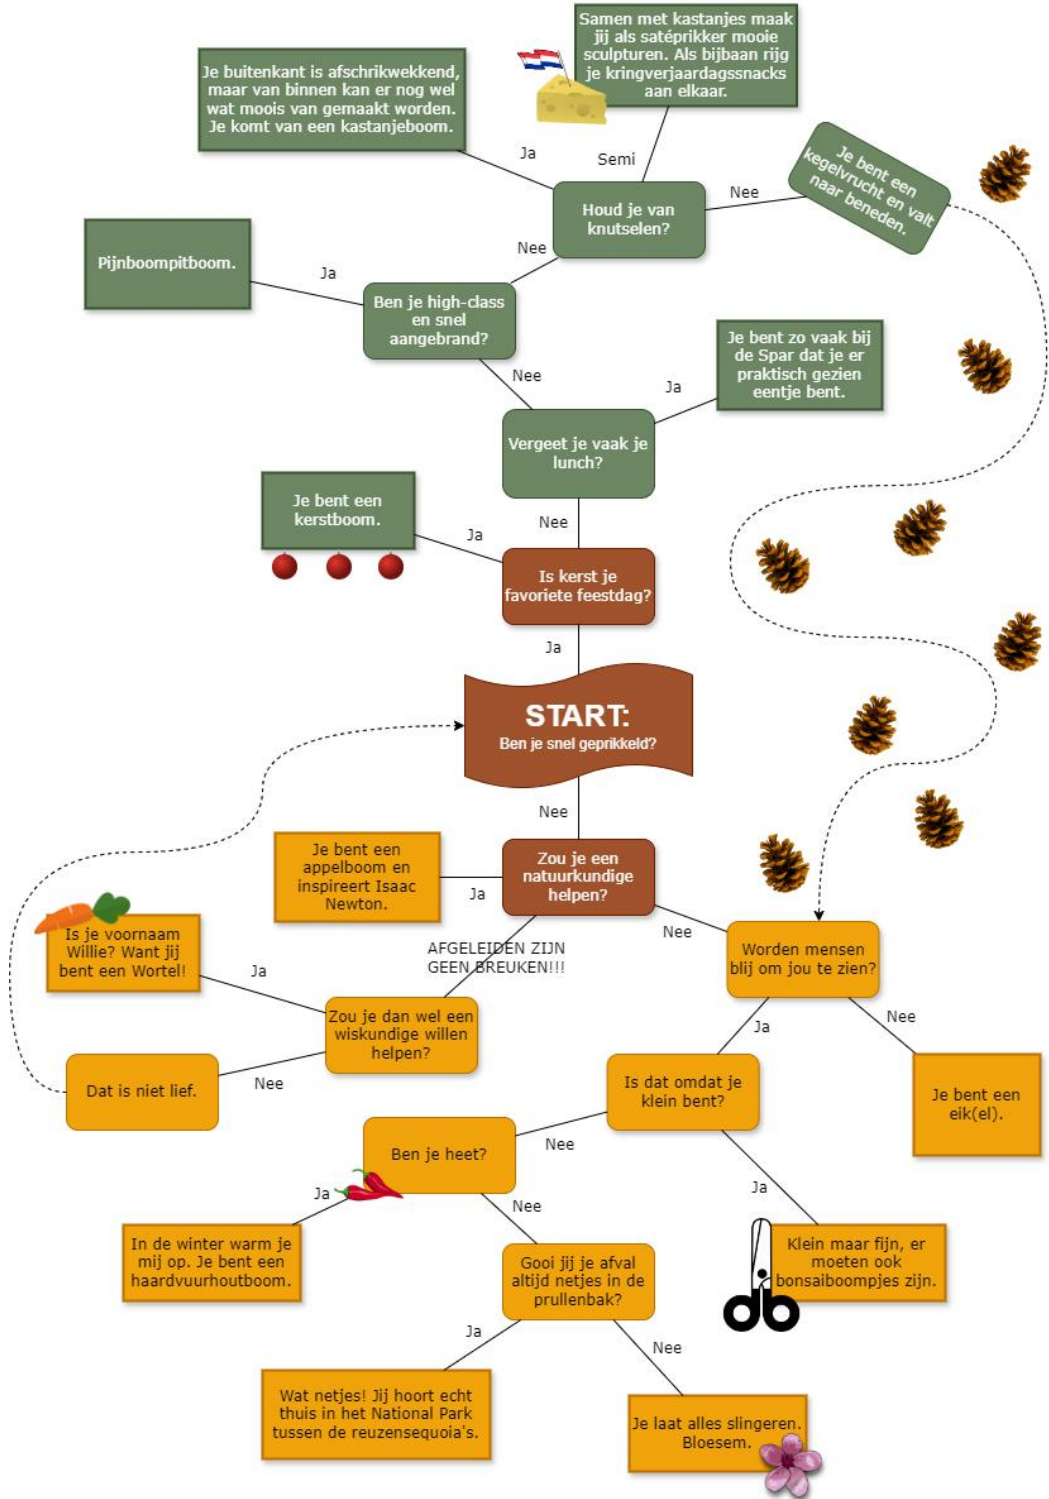 Samen met kastanjes maak
jij als satéprikker mooie
sculpturen. Als bijbaan rijg
je kringverjaardagssnacks
aan elkaar.
Je buitenkant is afschrikwekkend,
maar van binnen kan er nog wel
wat moois van gemaakt worden.
Je komt van een kastanjeboom.
Ja
Semi
Je bent een
kegelvrucht en valt
naar beneden.
Nee
Houd je van
knutselen?
Nee
Pijnboompitboom.
Ja
Ben je high-class
en snel
aangebrand?
Nee
Je bent zo vaak bij
de Spar dat je er
praktisch gezien
eentje bent.
Ja
Vergeet je vaak je
lunch?
Je bent een
kerstboom.
Nee
Ja
Is kerst je
favoriete feestdag?
Ja
START:
Ben je snel geprikkeld?
Nee
Je bent een
appelboom en
inspireert Isaac
Newton.
Ja
Zou je een
natuurkundige
helpen?
Nee
AFGELEIDEN ZIJN
GEEN BREUKEN!!!
Is je voornaam
Willie? Want jij
bent een Wortel!
Ja
Worden mensen
blij om jou te zien?
Zou je dan wel een
wiskundige willen
helpen?
Ja
Nee
Dat is niet lief.
Nee
Is dat omdat je
klein bent?
Je bent een
eik(el).
Ben je heet?
Nee
Ja
Ja
Nee
In de winter warm je
mij op. Je bent een
haardvuurhoutboom.
Gooi jij je afval
altijd netjes in de
prullenbak?
Klein maar fijn, er
moeten ook
bonsaiboompjes zijn.
Ja
Nee
Wat netjes! Jij hoort echt
thuis in het National Park
tussen de reuzensequoia's.
Je laat alles slingeren.
Bloesem.